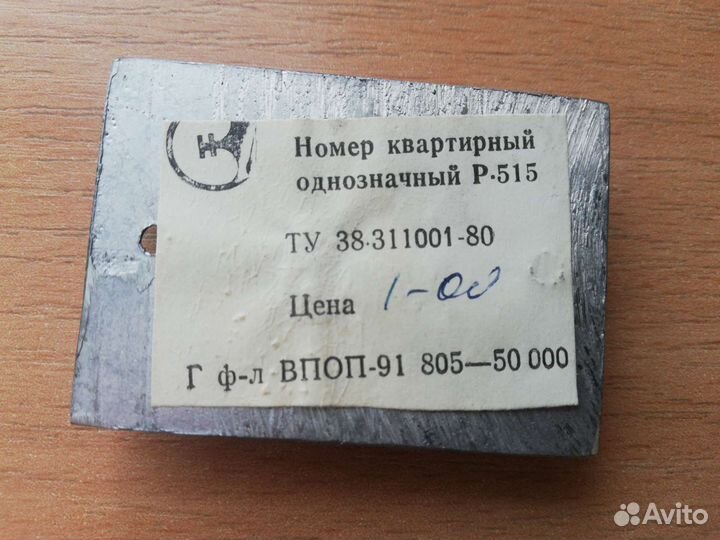 Номер квартирный
однозначный Р-515
ТУ 38.311001-80
Цена 1-00
Г ф-л ВПОП-91 805—50 000
Avito